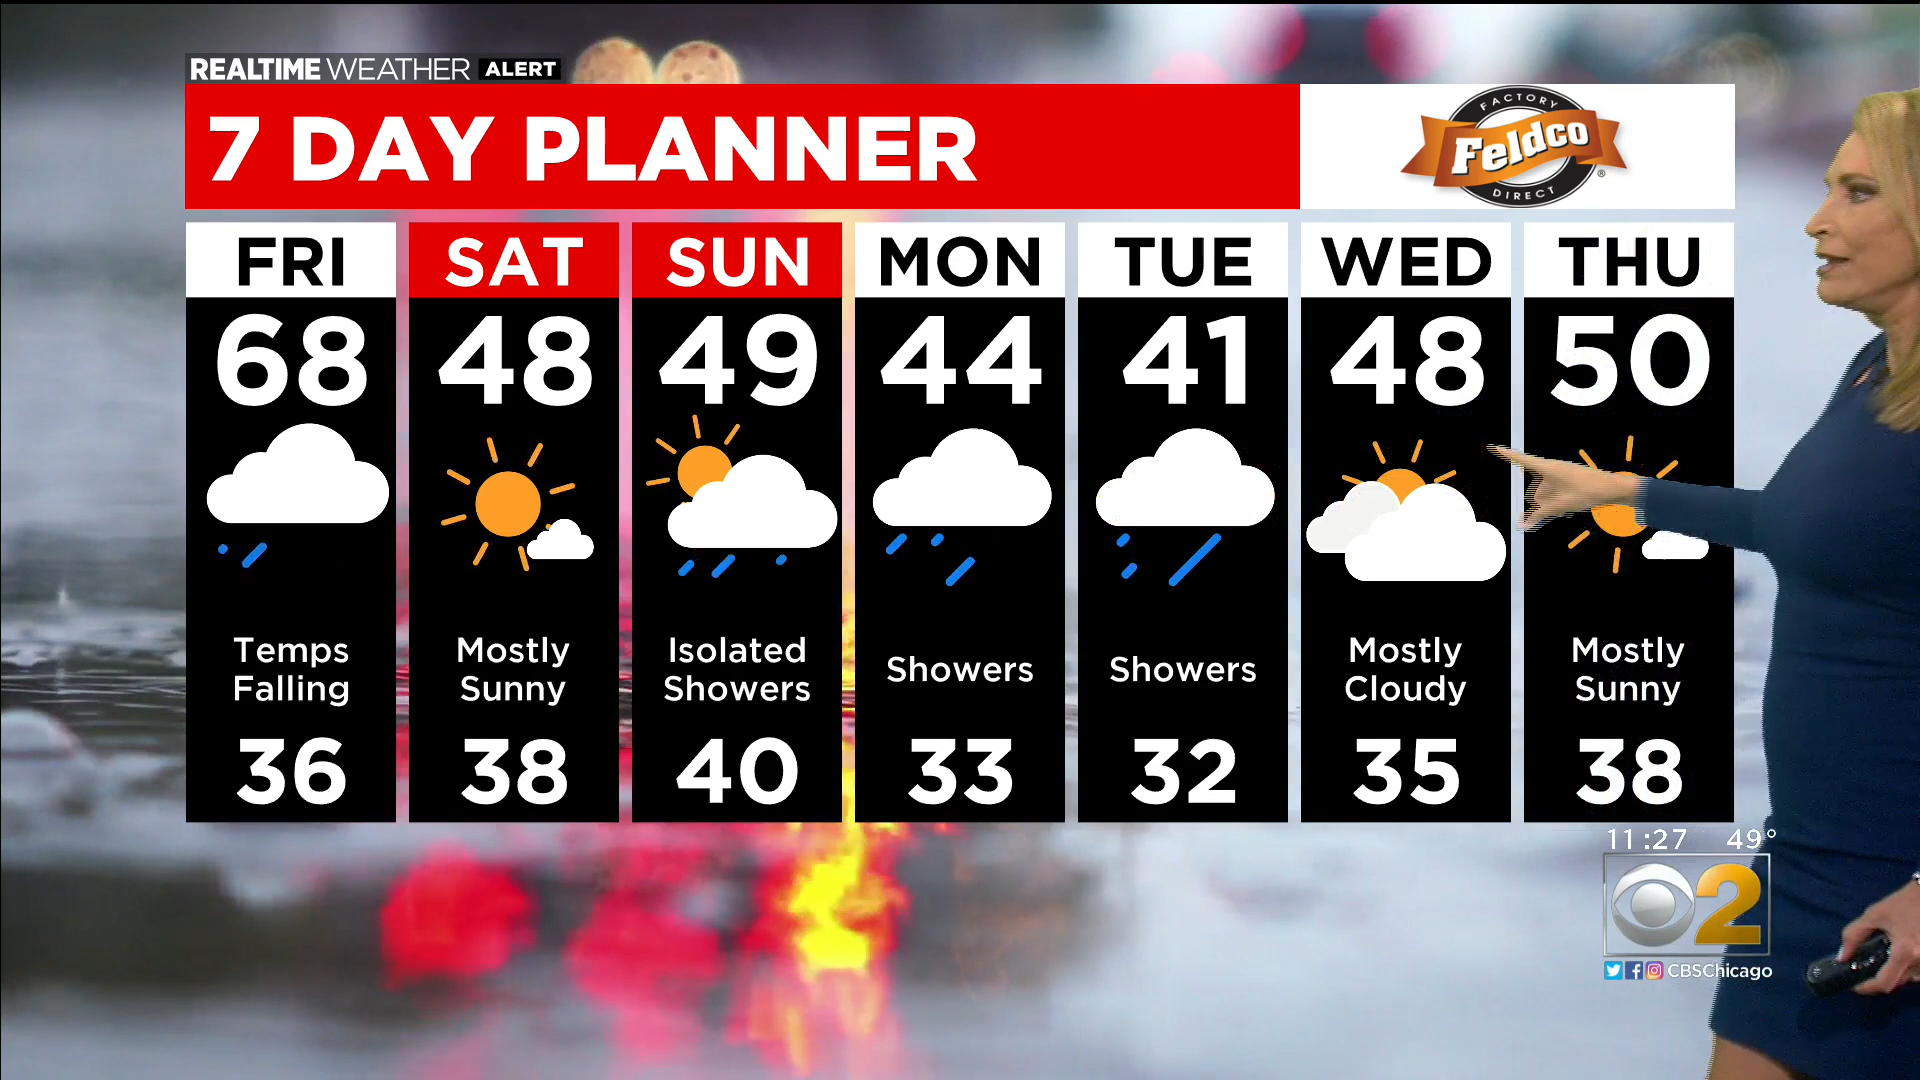 REALTIME WEATHER ALERT
7 DAY PLANNER
FACTORY
Feldco
DIRECT
®
FRI SAT SUN MON TUE WED THU
68 48 49 44 41 48 50
Temps Falling
Mostly Sunny
Isolated Showers
Showers
Showers
Mostly Cloudy
Mostly Sunny
36 38 40 33 32 35 38
11:27 49°
2
CBSChicago